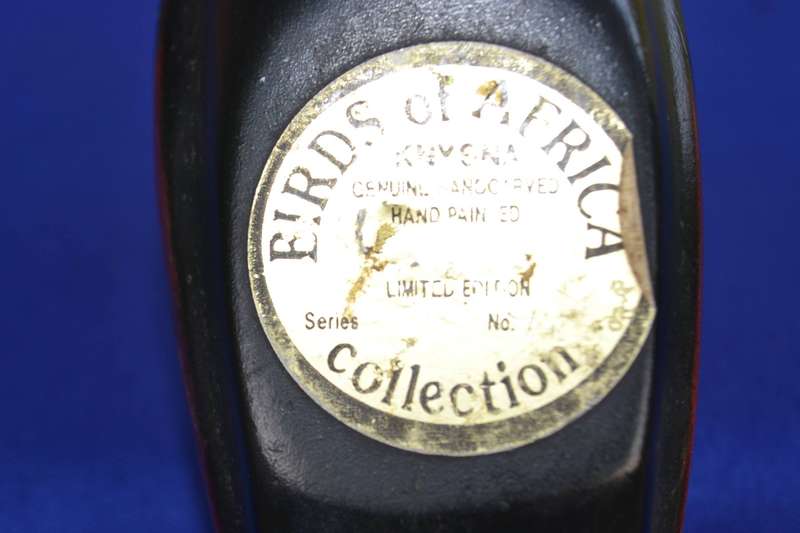 BIRDS of AFRICA
KNYSNA
GENUINE HANDCARVED
HAND PAINTED
LIMITED EDITION
Series No.
collection